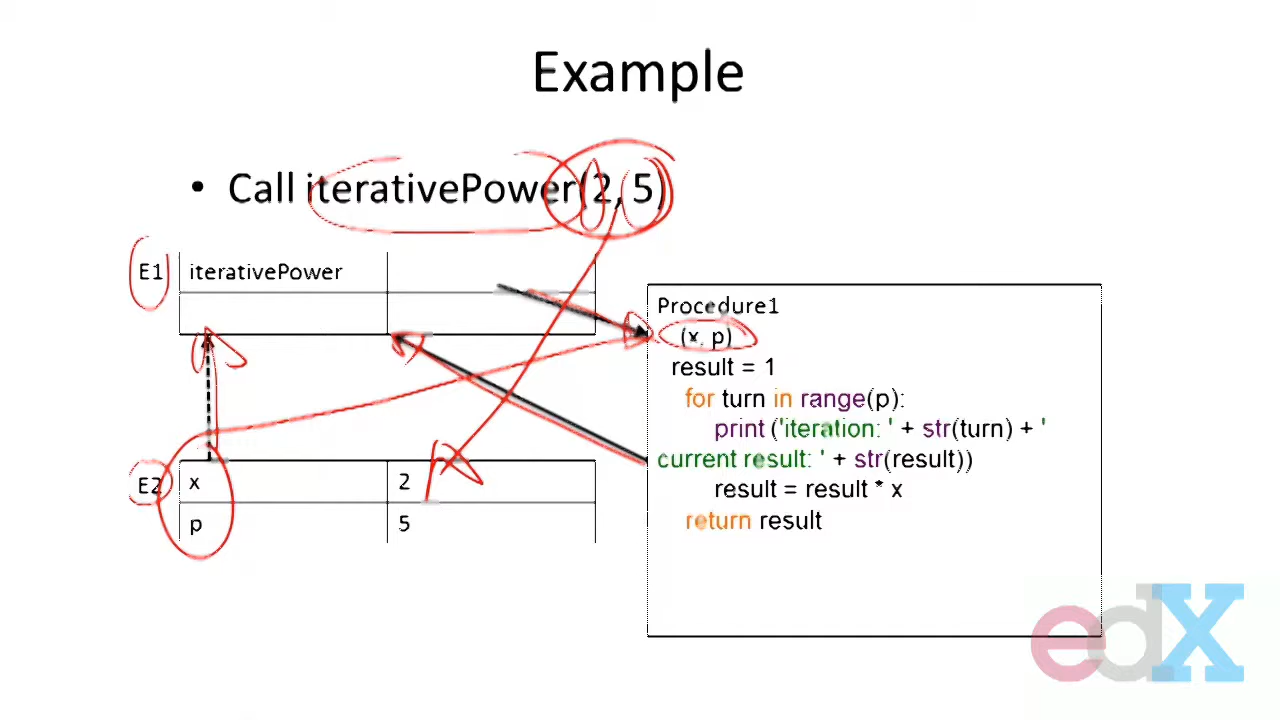 Example
• Call iterativePower(2, 5)
E1 iterativePower
Procedure1
(x, p)
result = 1
for turn in range(p):
print ('iteration: ' + str(turn) + '
current result: ' + str(result))
result = result * x
return result
E2 x 2
p 5
edX